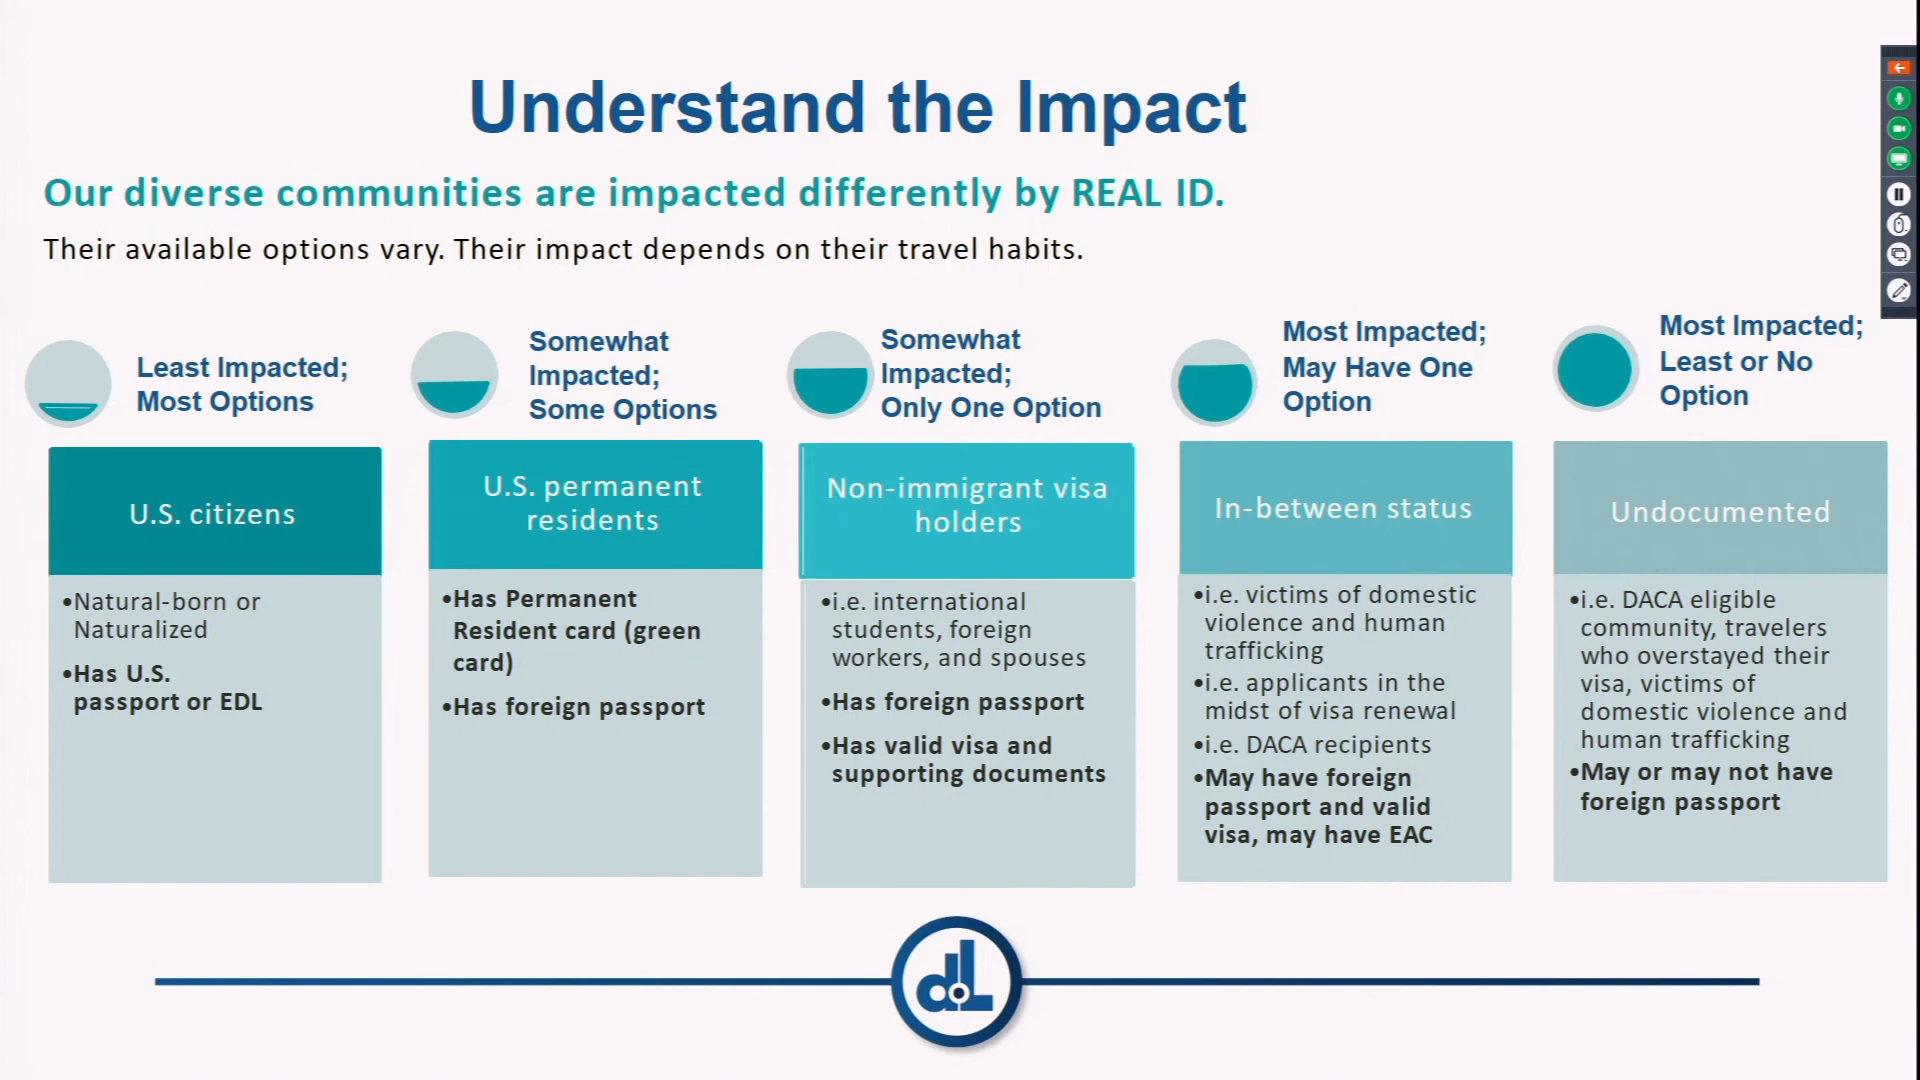 Understand the Impact
Our diverse communities are impacted differently by REAL ID.
Their available options vary. Their impact depends on their travel habits.
Least Impacted;
Most Options
U.S. citizens
•Natural-born or
Naturalized
•Has U.S.
passport or EDL
Somewhat
Impacted;
Some Options
U.S. permanent
residents
•Has Permanent
Resident card (green
card)
•Has foreign passport
Somewhat
Impacted;
Only One Option
Non-immigrant visa
holders
•i.e. international
students, foreign
workers, and spouses
•Has foreign passport
•Has valid visa and
supporting documents
Most Impacted;
May Have One
Option
In-between status
•i.e. victims of domestic
violence and human
trafficking
•i.e. applicants in the
midst of visa renewal
•i.e. DACA recipients
•May have foreign
passport and valid
visa, may have EAC
Most Impacted;
Least or No
Option
Undocumented
•i.e. DACA eligible
community, travelers
who overstayed their
visa, victims of
domestic violence and
human trafficking
•May or may not have
foreign passport
doL